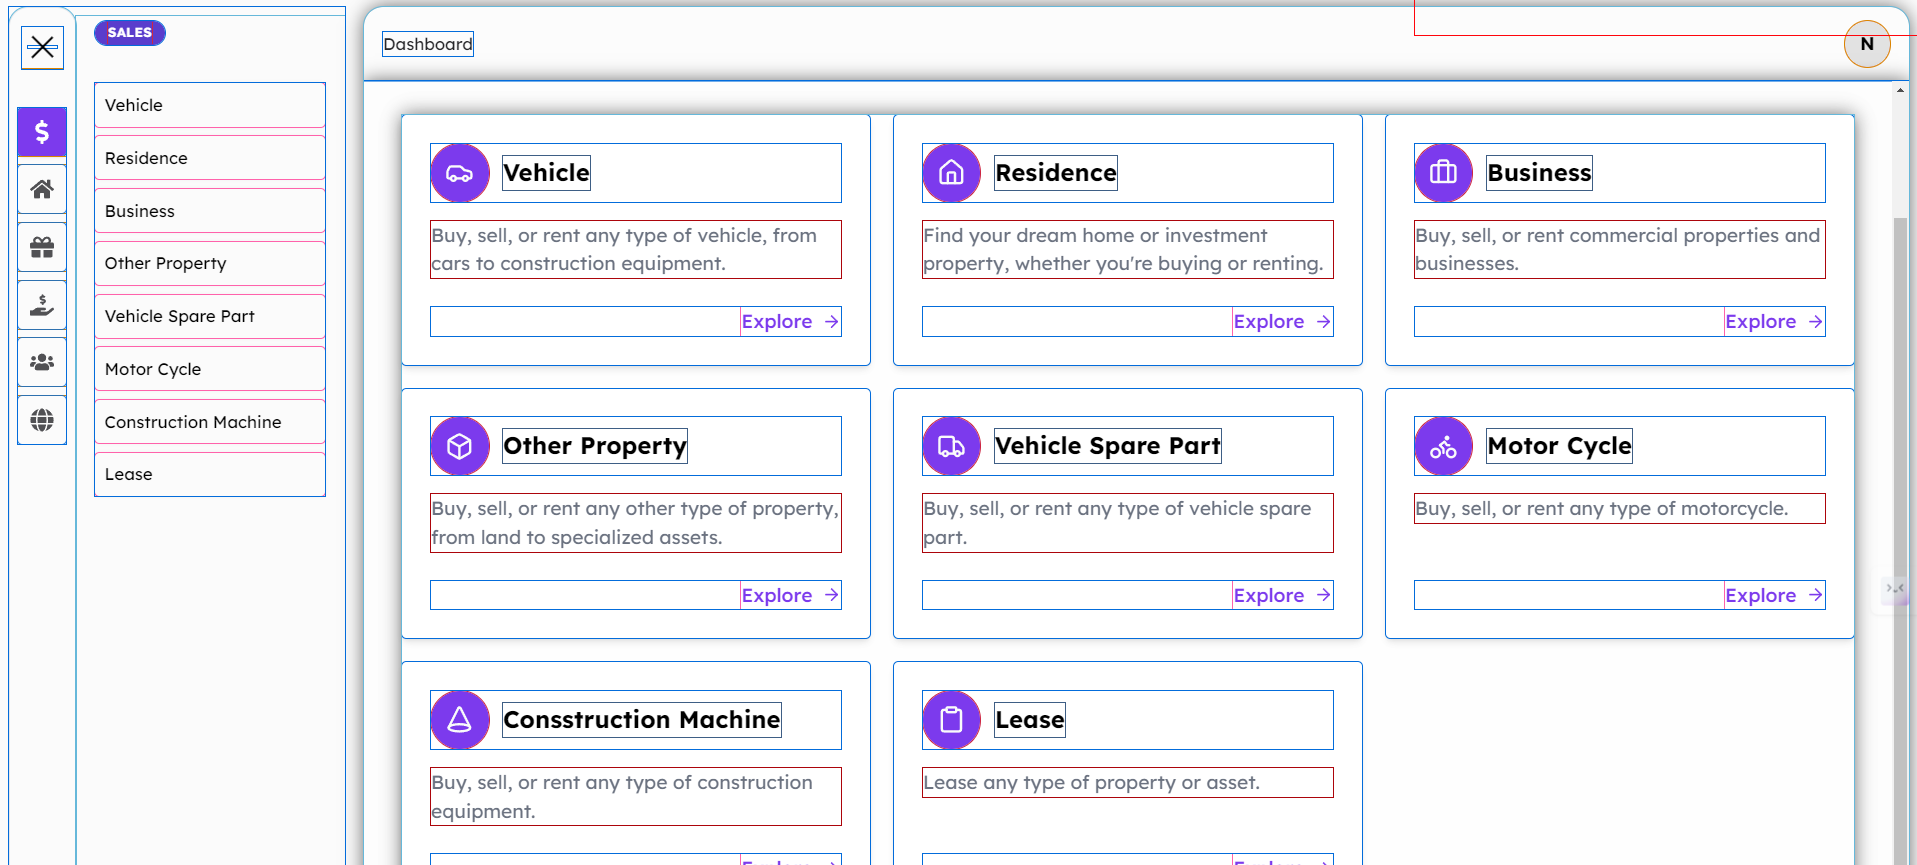 SALES
Vehicle
Residence
Business
Other Property
Vehicle Spare Part
Motor Cycle
Construction Machine
Lease
Dashboard
N
Vehicle
Buy, sell, or rent any type of vehicle, from
cars to construction equipment.
Explore
Residence
Find your dream home or investment
property, whether you're buying or renting.
Explore
Business
Buy, sell, or rent commercial properties and
businesses.
Explore
Other Property
Buy, sell, or rent any other type of property,
from land to specialized assets.
Explore
Vehicle Spare Part
Buy, sell, or rent any type of vehicle spare
part.
Explore
Motor Cycle
Buy, sell, or rent any type of motorcycle.
Explore
Consstruction Machine
Buy, sell, or rent any type of construction
equipment.
Explore
Lease
Lease any type of property or asset.
Explore